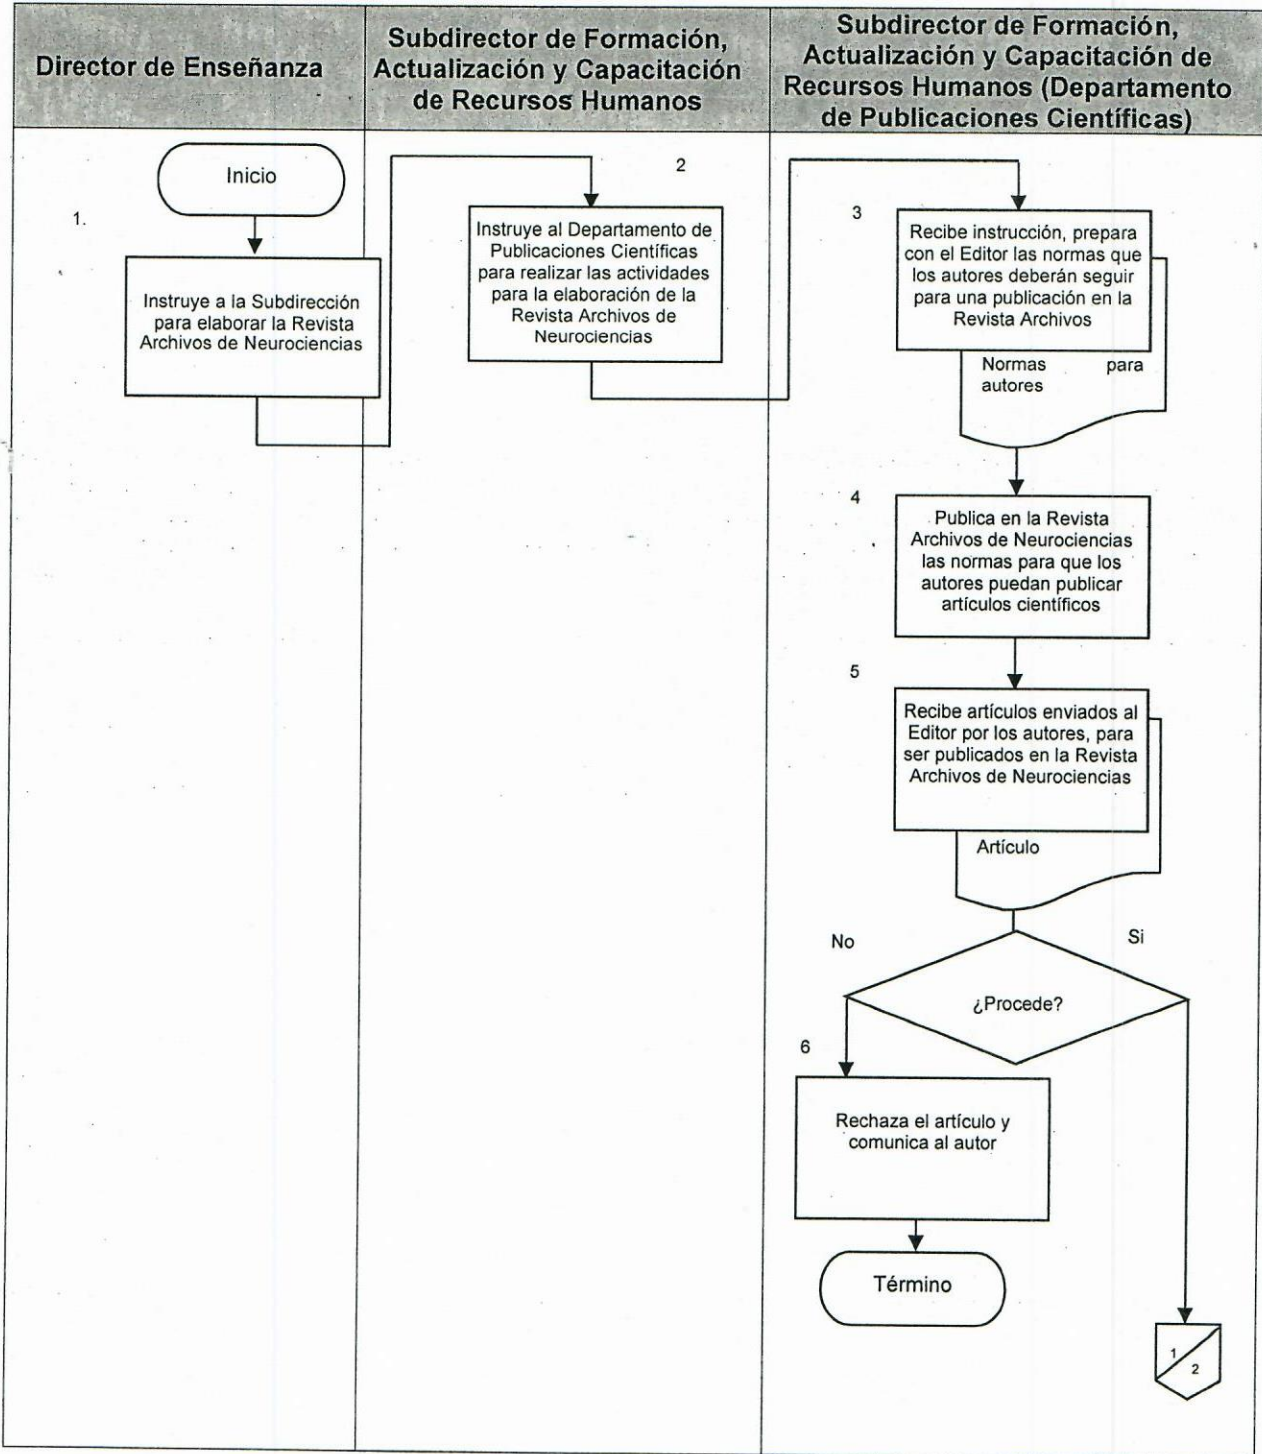 Director de Enseñanza
Subdirector de Formación,
Actualización y Capacitación
de Recursos Humanos
Subdirector de Formación,
Actualización y Capacitación de
Recursos Humanos (Departamento
de Publicaciones Científicas)
Inicio
1.
Instruye a la Subdirección
para elaborar la Revista
Archivos de Neurociencias
2
Instruye al Departamento de
Publicaciones Científicas
para realizar las actividades
para la elaboración de la
Revista Archivos de
Neurociencias
3
Recibe instrucción, prepara
con el Editor las normas que
los autores deberán seguir
para una publicación en la
Revista Archivos
Normas para
autores
4
Publica en la Revista
Archivos de Neurociencias
las normas para que los
autores puedan publicar
artículos científicos
5
Recibe artículos enviados al
Editor por los autores, para
ser publicados en la Revista
Archivos de Neurociencias
Artículo
No
Si
¿Procede?
6
Rechaza el artículo y
comunica al autor
Término
1
2